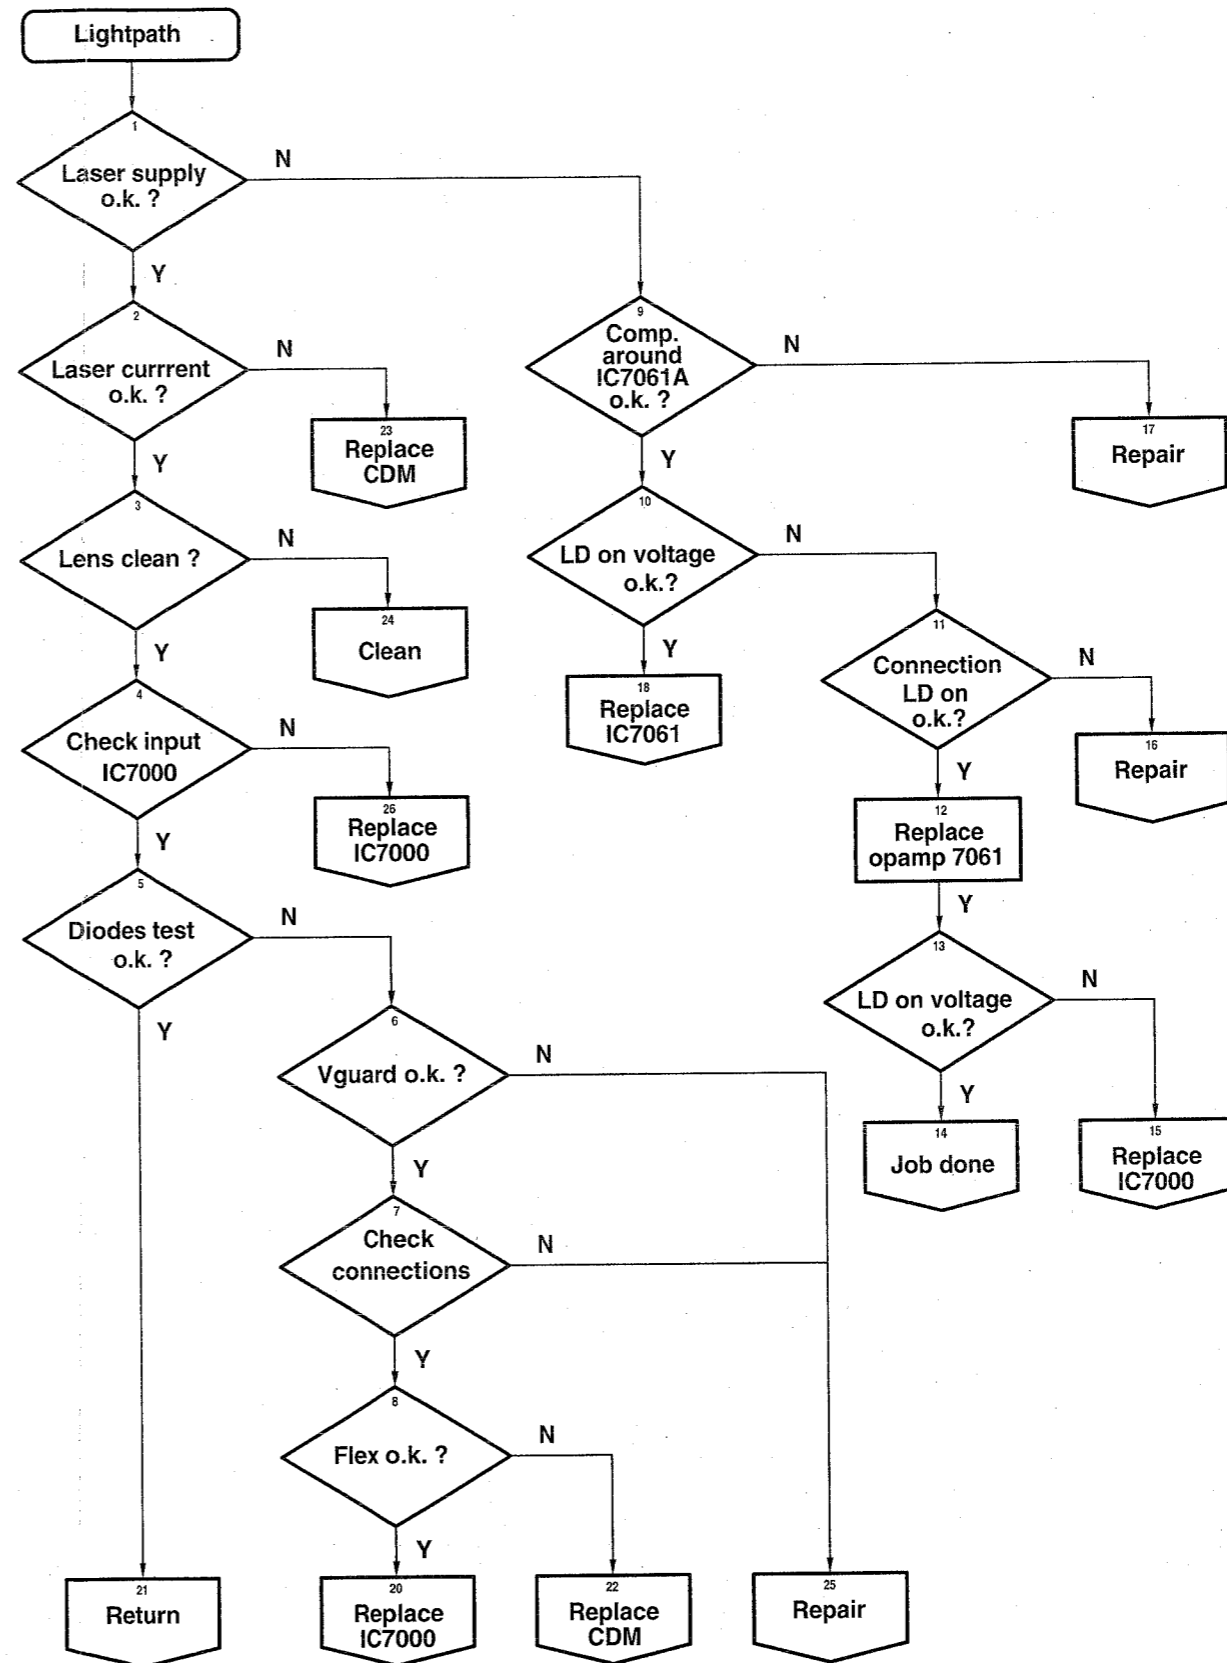 Lightpath
1
Laser supply
o.k. ?
N
Y
2
Laser currrent
o.k. ?
N
Y
23
Replace
CDM
3
Lens clean ?
N
Y
24
Clean
4
Check input
IC7000
N
Y
26
Replace
IC7000
5
Diodes test
o.k. ?
N
Y
6
Vguard o.k. ?
N
Y
7
Check
connections
N
Y
8
Flex o.k. ?
N
Y
21
Return
20
Replace
IC7000
22
Replace
CDM
25
Repair
9
Comp.
around
IC7061A
o.k. ?
N
Y
17
Repair
10
LD on voltage
o.k.?
N
Y
18
Replace
IC7061
11
Connection
LD on
o.k.?
N
Y
16
Repair
12
Replace
opamp 7061
Y
13
LD on voltage
o.k.?
N
Y
14
Job done
15
Replace
IC7000